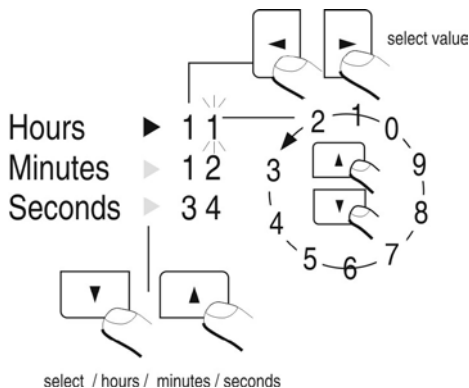 select value
Hours 1 1
Minutes 1 2
Seconds 3 4
2 1 0 9 8 7 6 5 4 3
select / hours / minutes / seconds